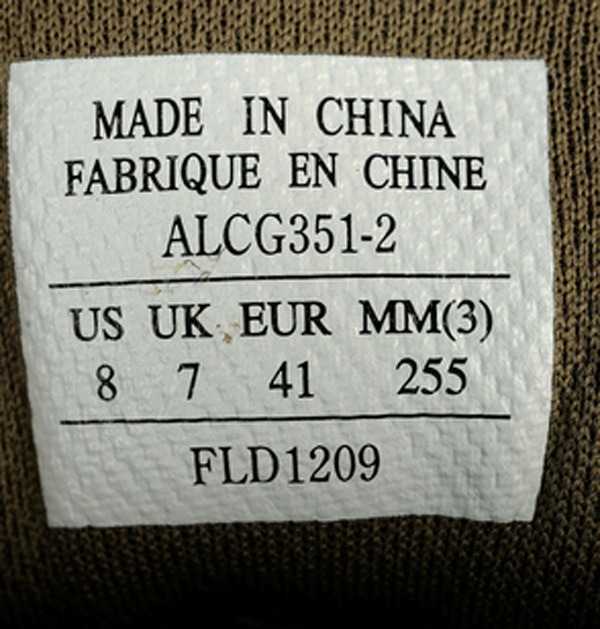 MADE IN CHINA
FABRIQUE EN CHINE
ALCG351-2
US UK EUR MM(3)
8 7 41 255
FLD1209